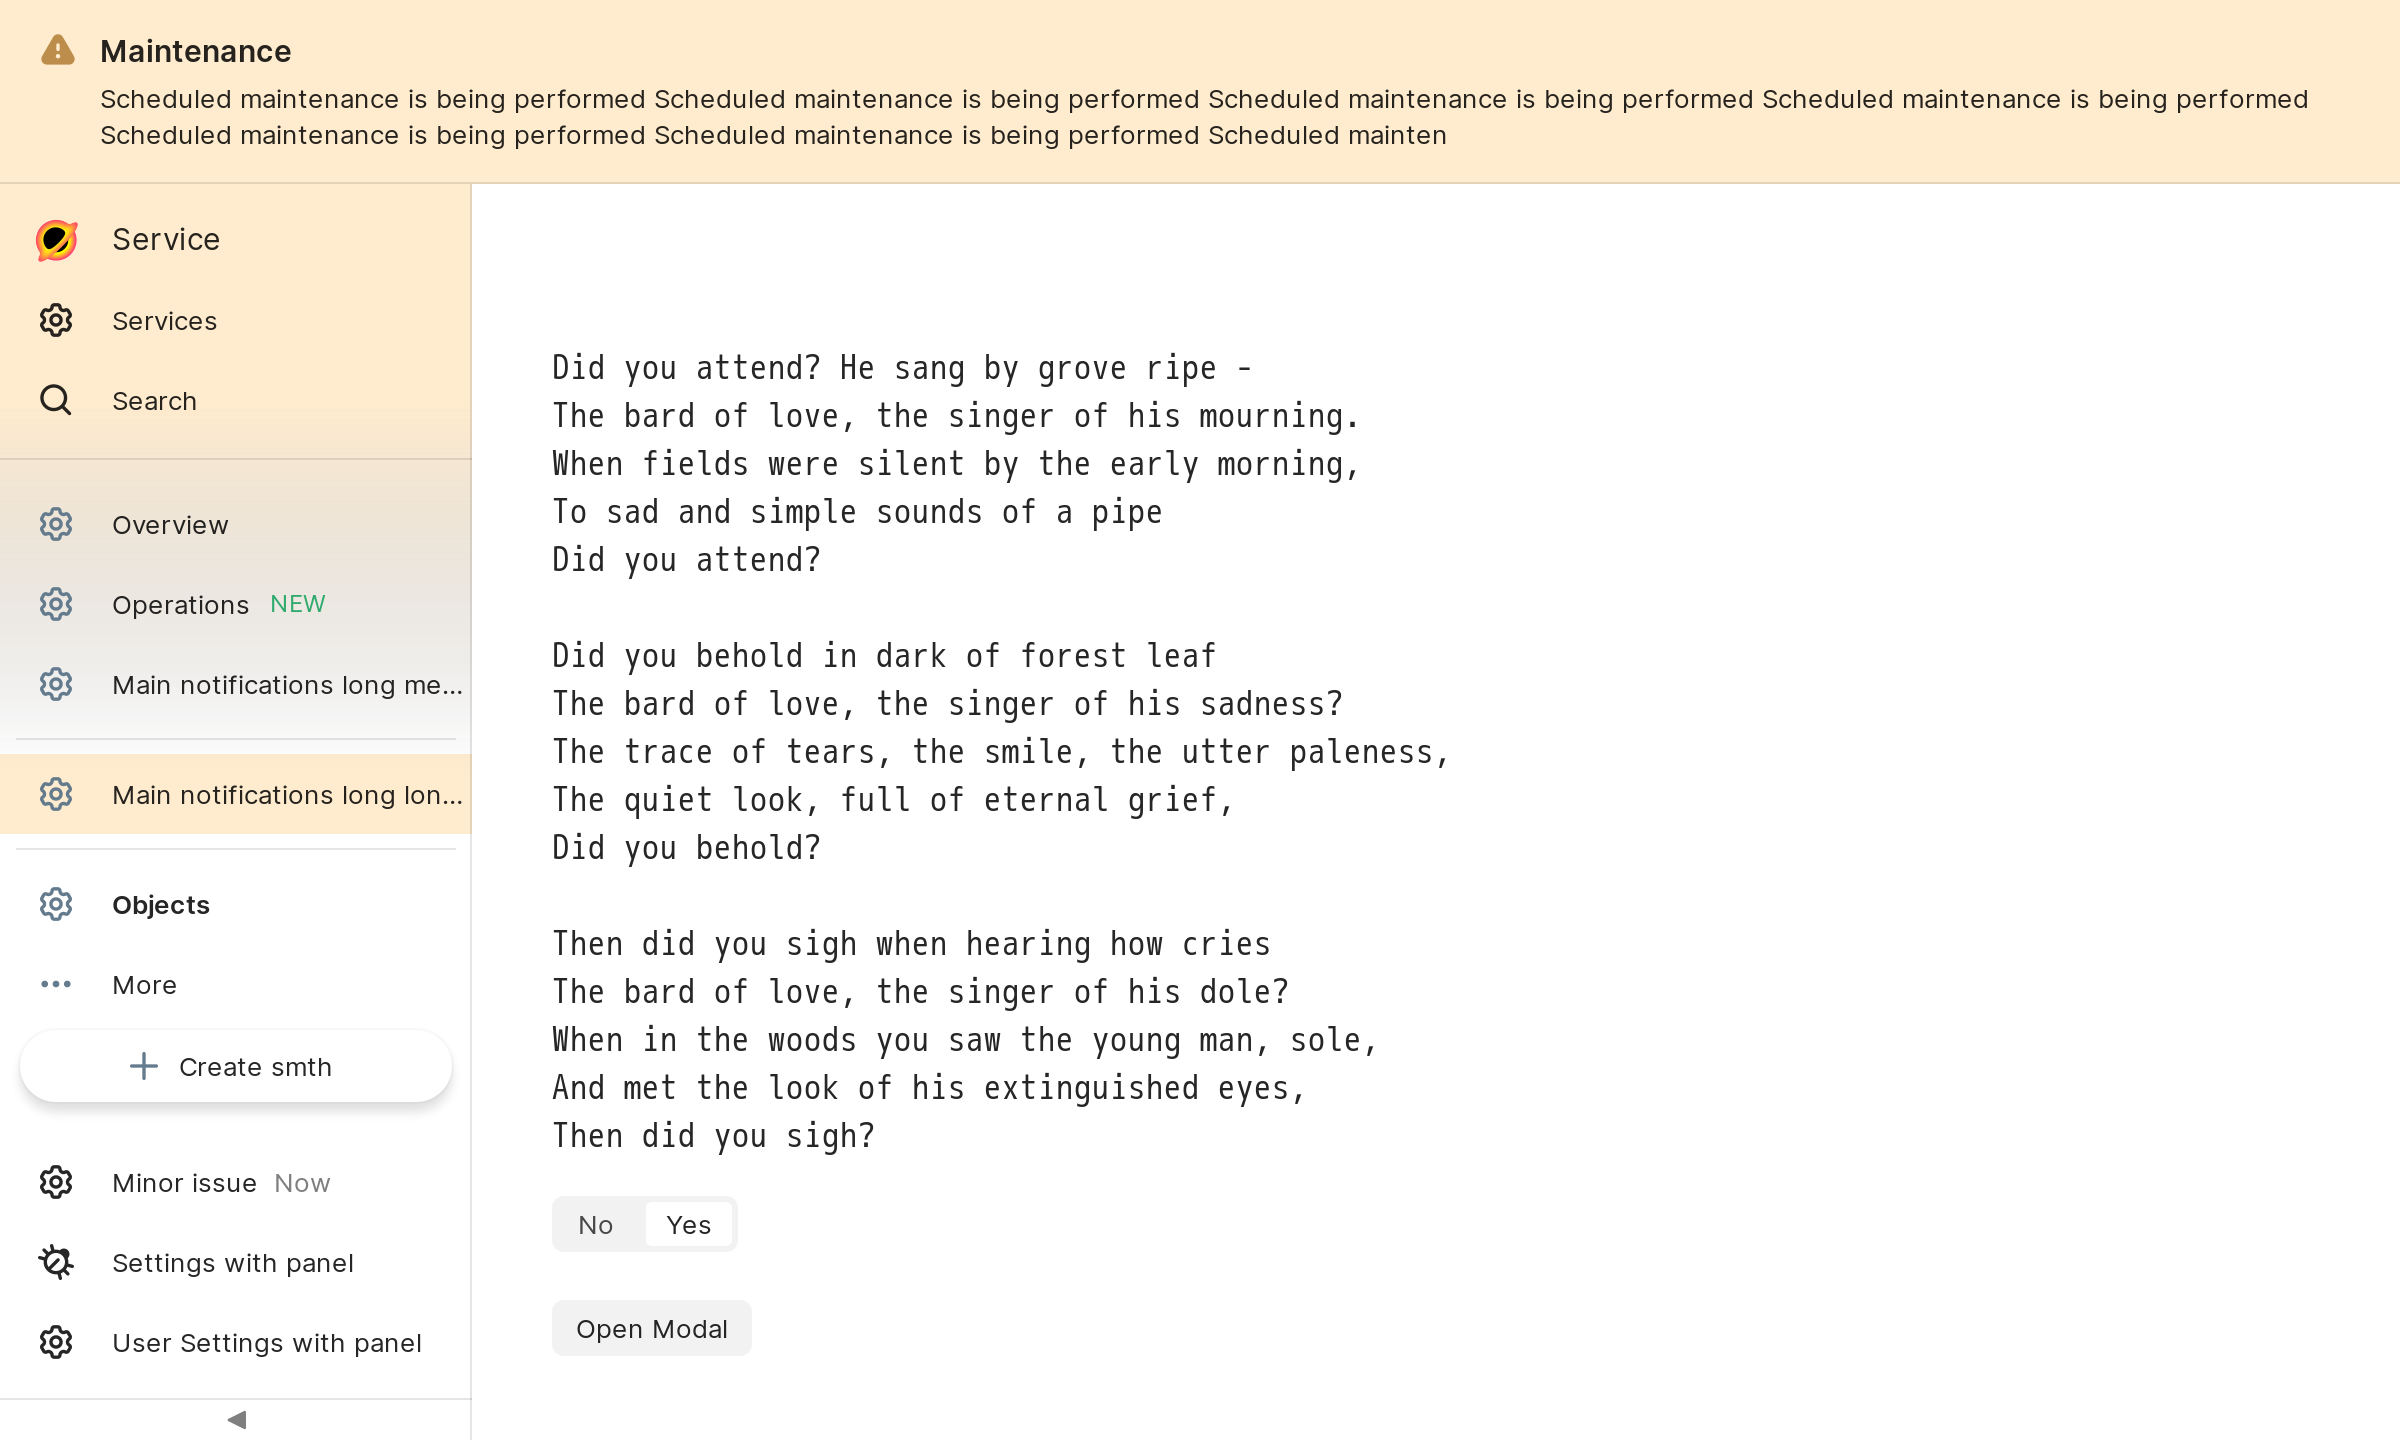 Maintenance
Scheduled maintenance is being performed Scheduled maintenance is being performed Scheduled maintenance is being performed Scheduled maintenance is being performed
Scheduled maintenance is being performed Scheduled maintenance is being performed Scheduled mainten
Service
Services
Search
Overview
Operations NEW
Main notifications long me...
Main notifications long lon...
Objects
More
Create smth
Minor issue Now
Settings with panel
User Settings with panel
Did you attend? He sang by grove ripe -
The bard of love, the singer of his mourning.
When fields were silent by the early morning,
To sad and simple sounds of a pipe
Did you attend?
Did you behold in dark of forest leaf
The bard of love, the singer of his sadness?
The trace of tears, the smile, the utter paleness,
The quiet look, full of eternal grief,
Did you behold?
Then did you sigh when hearing how cries
The bard of love, the singer of his dole?
When in the woods you saw the young man, sole,
And met the look of his extinguished eyes,
Then did you sigh?
No Yes
Open Modal